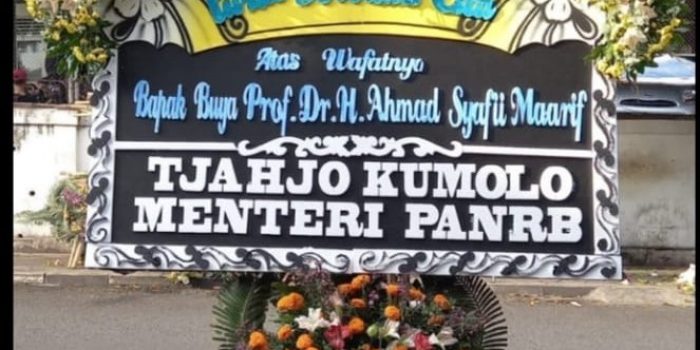 Atas Wafatnya
Bapak Buya Prof. Dr. H. Ahmad Syafii Maarif
TJAHJO KUMOLO
MENTERI PANRB